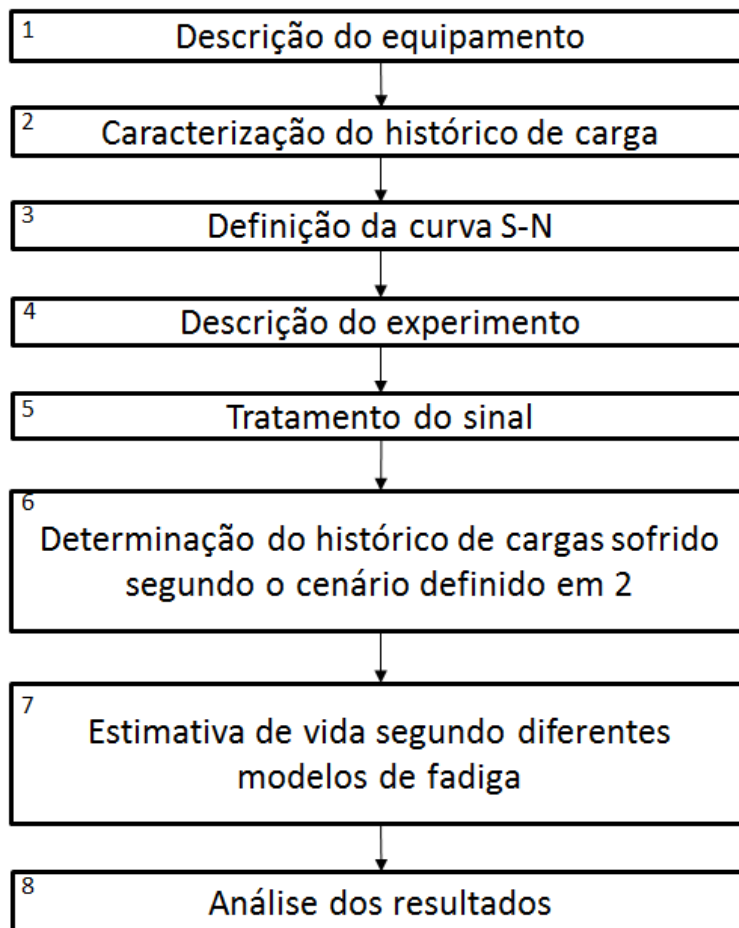 1
Descrição do equipamento
2
Caracterização do histórico de carga
3
Definição da curva S-N
4
Descrição do experimento
5
Tratamento do sinal
6
Determinação do histórico de cargas sofrido
segundo o cenário definido em 2
7
Estimativa de vida segundo diferentes
modelos de fadiga
8
Análise dos resultados